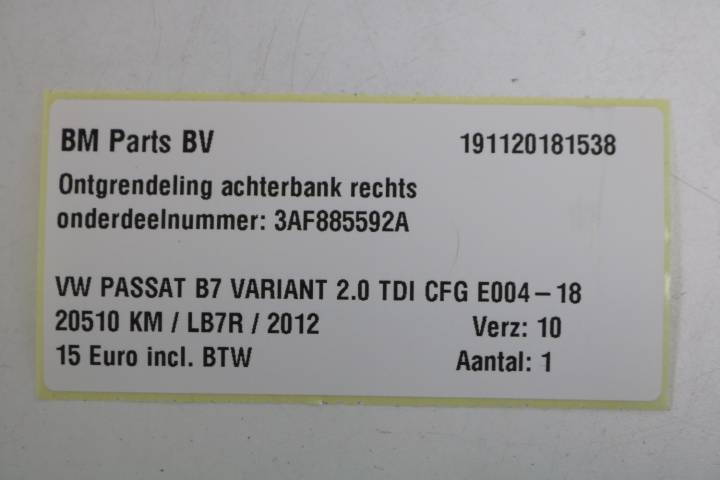 BM Parts BV 191120181538
Ontgrendeling achterbank rechts
onderdeelnummer: 3AF885592A
VW PASSAT B7 VARIANT 2.0 TDI CFG E004-18
20510 KM / LB7R / 2012 Verz: 10
15 Euro incl. BTW Aantal: 1